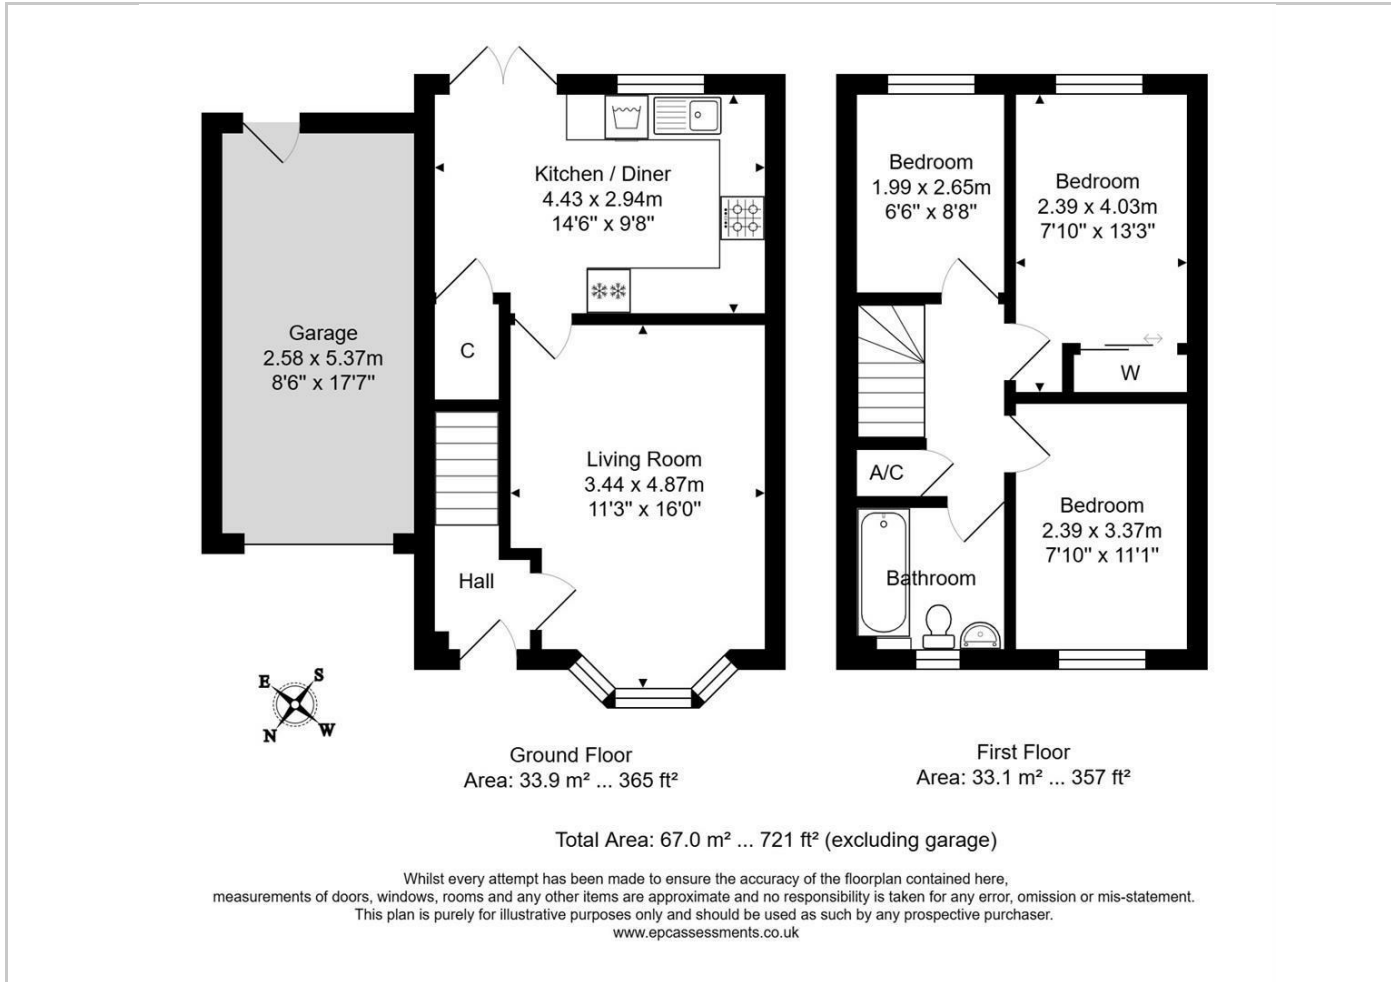 Kitchen / Diner
4.43 x 2.94m
14'6" x 9'8"
Garage
2.58 x 5.37m
8'6" x 17'7"
C
Living Room
3.44 x 4.87m
11'3" x 16'0"
Hall
Bedroom
1.99 x 2.65m
6'6" x 8'8"
Bedroom
2.39 x 4.03m
7'10" x 13'3"
W
A/C
Bedroom
2.39 x 3.37m
7'10" x 11'1"
Bathroom
E S
N W
Ground Floor
Area: 33.9 m² ... 365 ft²
First Floor
Area: 33.1 m² ... 357 ft²
Total Area: 67.0 m² ... 721 ft² (excluding garage)
Whilst every attempt has been made to ensure the accuracy of the floorplan contained here,
measurements of doors, windows, rooms and any other items are approximate and no responsibility is taken for any error, omission or mis-statement.
This plan is purely for illustrative purposes only and should be used as such by any prospective purchaser.
www.epcassessments.co.uk